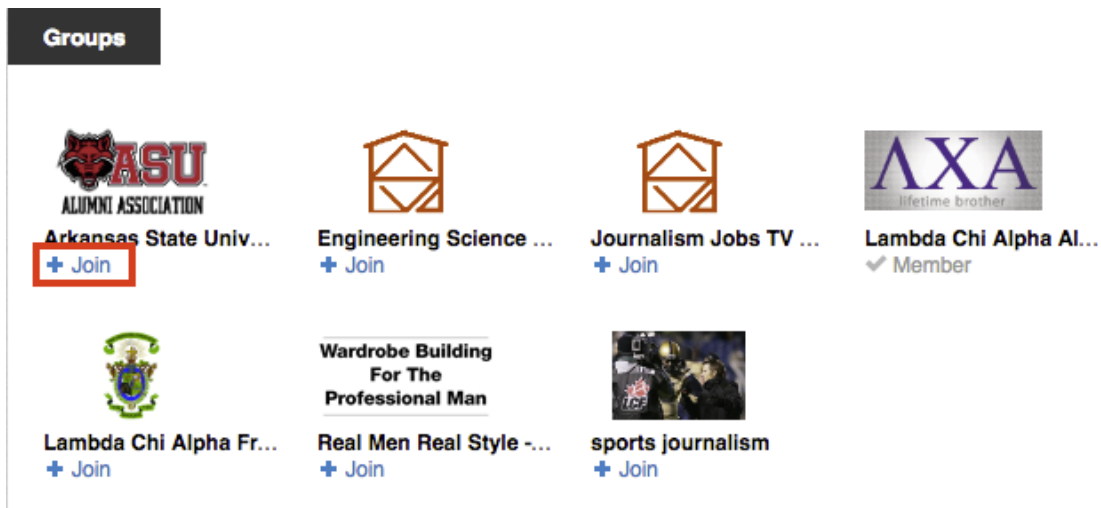 Groups
ASU
ALUMNI ASSOCIATION
Arkansas State Univ...
+ Join
Engineering Science ...
+ Join
Journalism Jobs TV ...
+ Join
ΛΧΑ
lifetime brother
Lambda Chi Alpha Al...
✔ Member
Lambda Chi Alpha Fr...
+ Join
Wardrobe Building
For The
Professional Man
Real Men Real Style -...
+ Join
LCF
sports journalism
+ Join